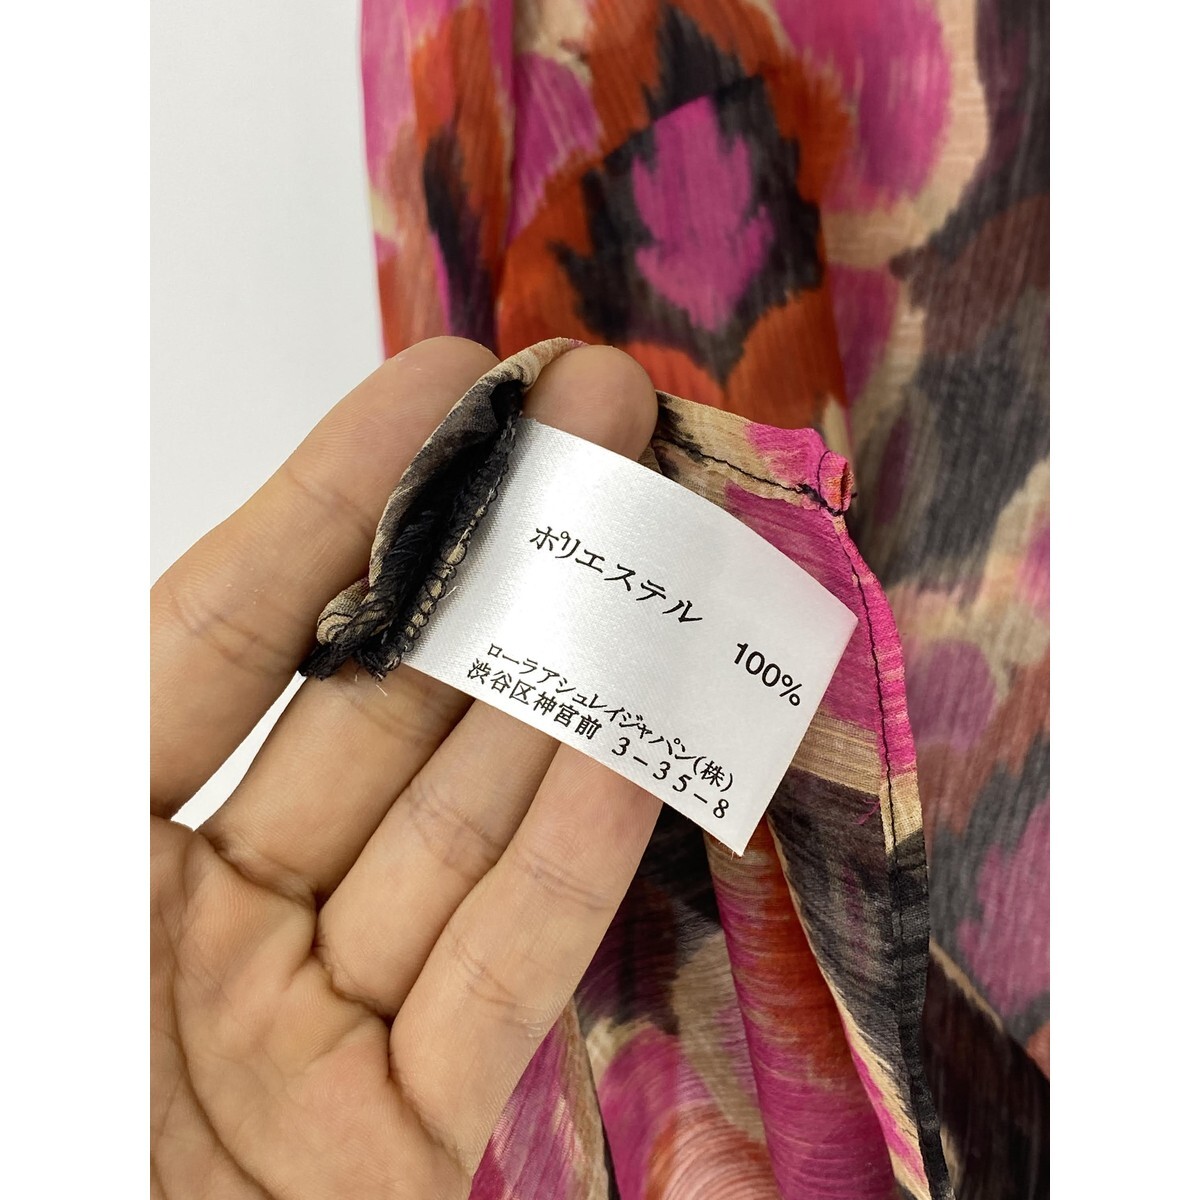 ポリエステル 100%
ローラアシュレイジャパン(株)
渋谷区神宮前 3-35-8